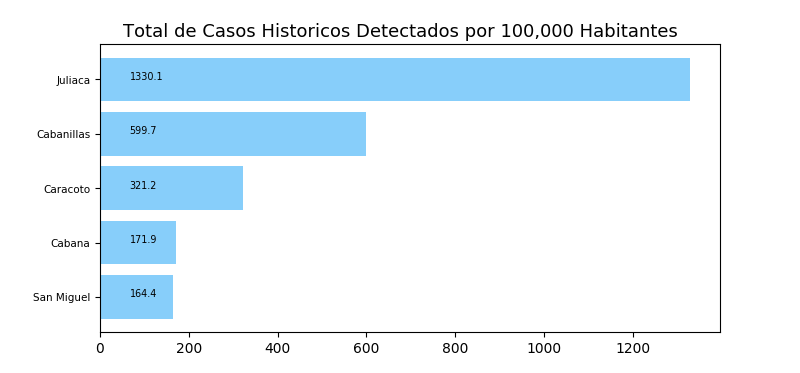 Total de Casos Historicos Detectados por 100,000 Habitantes
Juliaca 1330.1
Cabanillas 599.7
Caracoto 321.2
Cabana 171.9
San Miguel 164.4
0 200 400 600 800 1000 1200